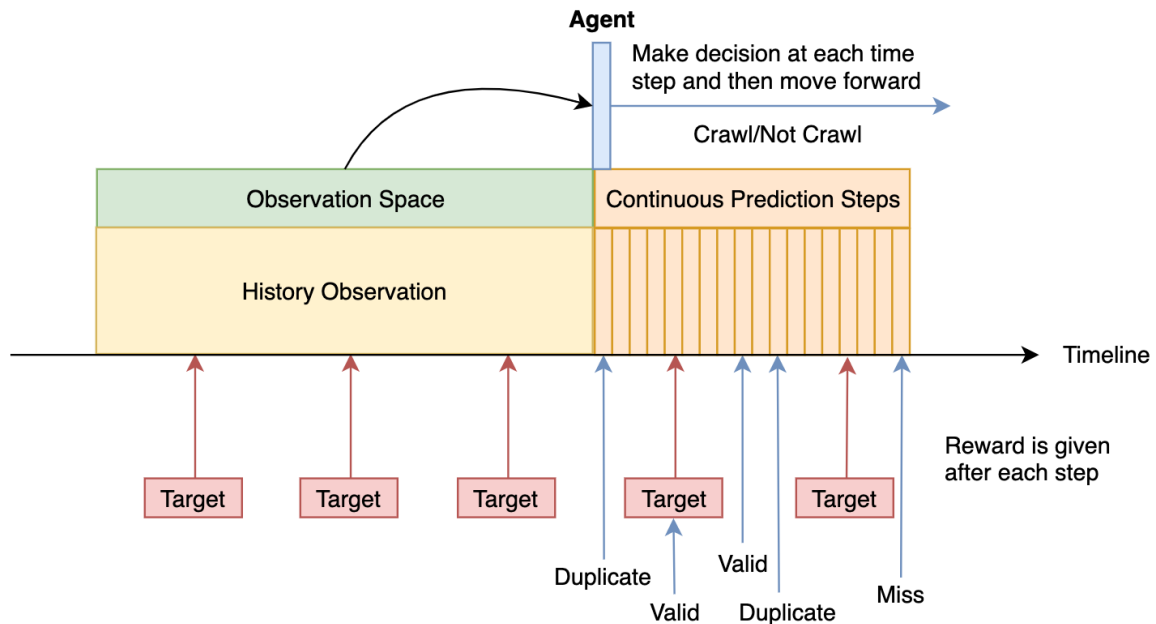 Agent
Make decision at each time
step and then move forward
Crawl/Not Crawl
Observation Space
Continuous Prediction Steps
History Observation
Timeline
Reward is given
after each step
Target
Target
Target
Target
Target
Duplicate
Valid
Valid
Duplicate
Miss